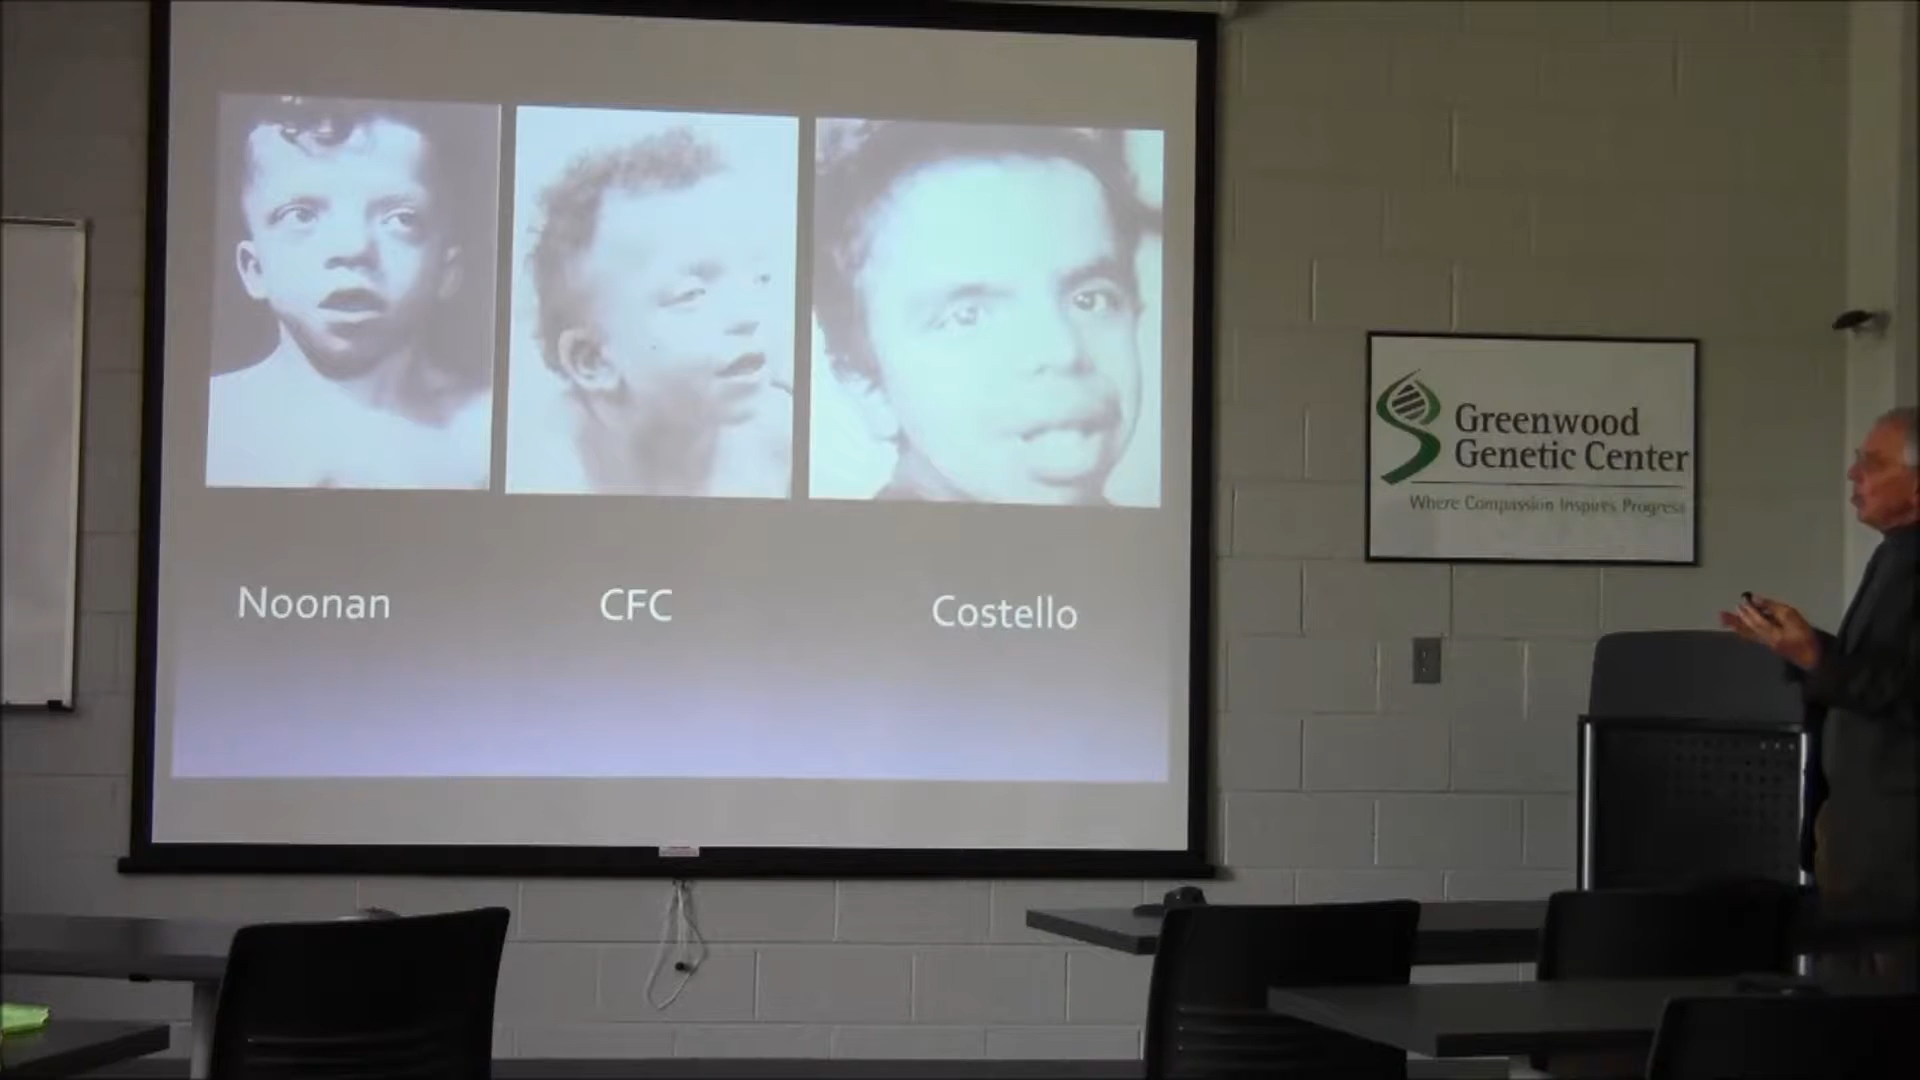 Noonan
CFC
Costello
Greenwood
Genetic Center
Where Compassion Inspires Progress